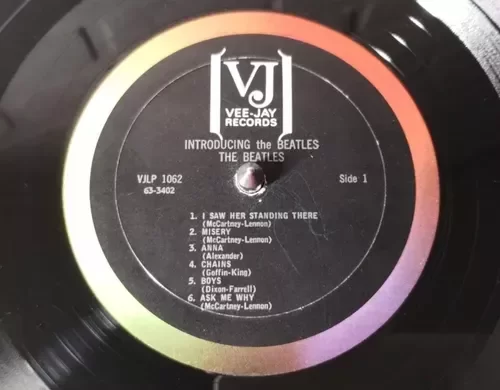 VJ
VEE-JAY
RECORDS
INTRODUCING the BEATLES
THE BEATLES
VJLP 1062
63-3402
Side 1
1. I SAW HER STANDING THERE
(McCartney-Lennon)
2. MISERY
(McCartney-Lennon)
3. ANNA
(Alexander)
4. CHAINS
(Goffin-King)
5. BOYS
(Dixon-Farrell)
6. ASK ME WHY
(McCartney-Lennon)